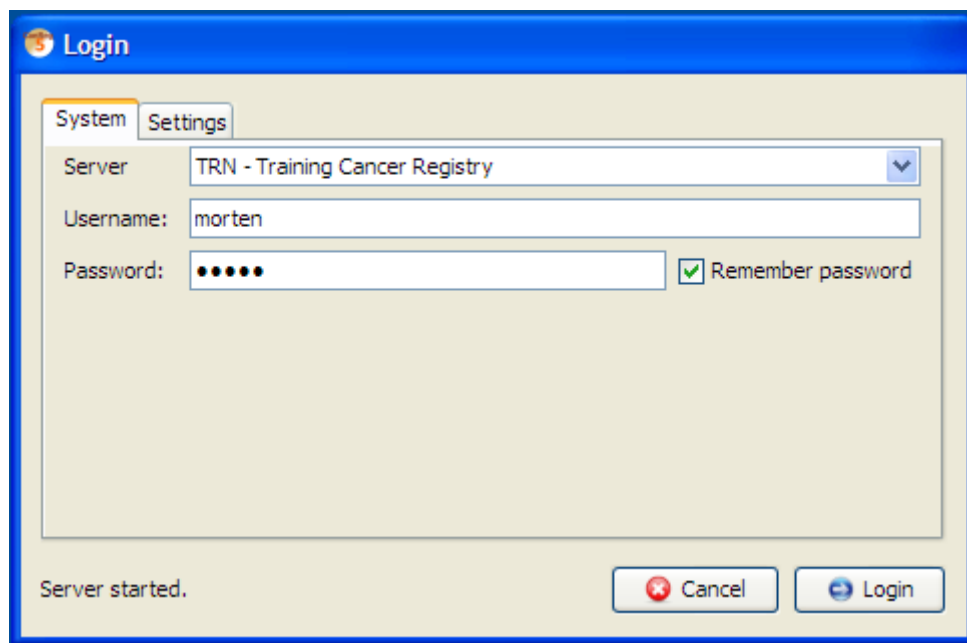 Login
System Settings
Server TRN - Training Cancer Registry
Username: morten
Password: ●●●●● Remember password
Server started. Cancel Login